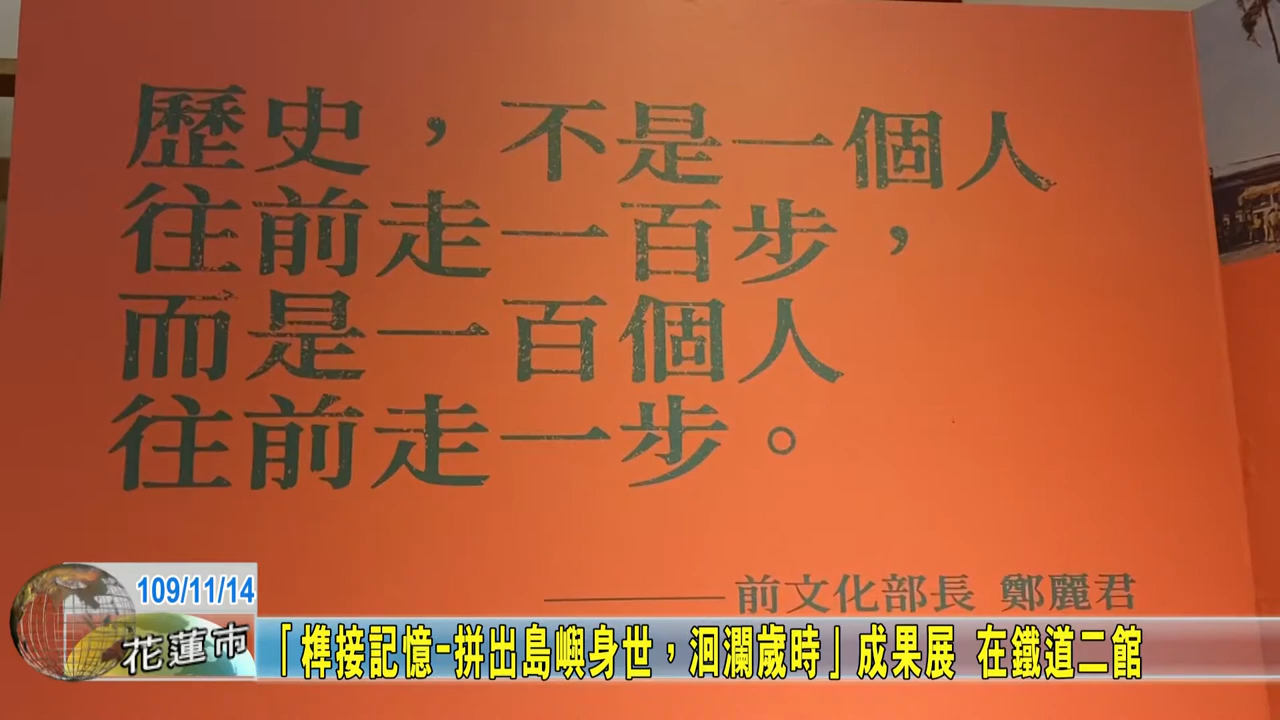 歷史，不是一個人
往前走一百步，
而是一百個人
往前走一步。
——前文化部長 鄭麗君
109/11/14
花蓮市
「榫接記憶-拼出島嶼身世，洄瀾歲時」成果展 在鐵道二館